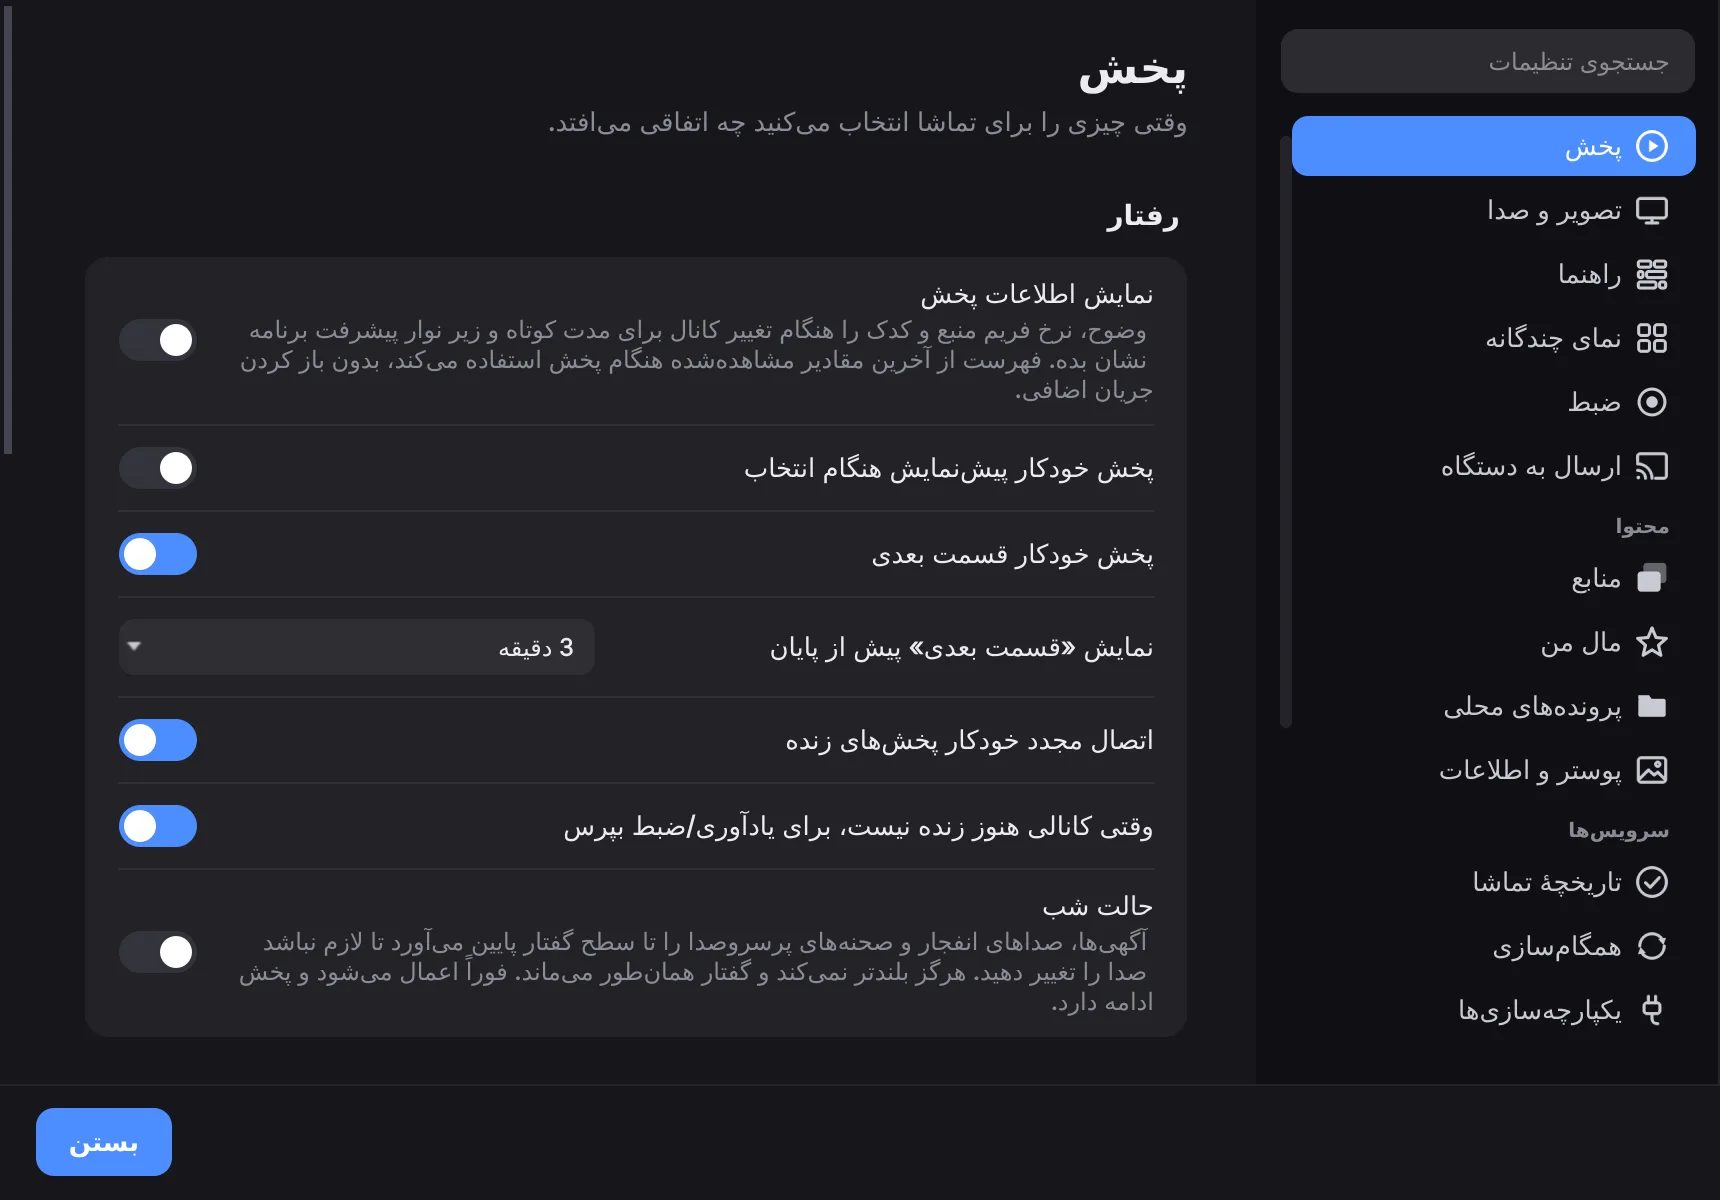 جستجوی تنظیمات
پخش
تصویر و صدا
راهنما
نمای چندگانه
ضبط
ارسال به دستگاه
محتوا
منابع
مال من
پرونده‌های محلی
پوستر و اطلاعات
سرویس‌ها
تاریخچهٔ تماشا
همگام‌سازی
یکپارچه‌سازی‌ها
پخش
وقتی چیزی را برای تماشا انتخاب می‌کنید چه اتفاقی می‌افتد.
رفتار
نمایش اطلاعات پخش
وضوح، نرخ فریم منبع و کدک را هنگام تغییر کانال برای مدت کوتاه و زیر نوار پیشرفت برنامه
نشان بده. فهرست از آخرین مقادیر مشاهده‌شده هنگام پخش استفاده می‌کند، بدون باز کردن
جریان اضافی.
پخش خودکار پیش‌نمایش هنگام انتخاب
پخش خودکار قسمت بعدی
نمایش «قسمت بعدی» پیش از پایان
3 دقیقه
اتصال مجدد خودکار پخش‌های زنده
وقتی کانالی هنوز زنده نیست، برای یادآوری/ضبط بپرس
حالت شب
آگهی‌ها، صداهای انفجار و صحنه‌های پرسروصدا را تا سطح گفتار پایین می‌آورد تا لازم نباشد
صدا را تغییر دهید. هرگز بلندتر نمی‌کند و گفتار همان‌طور می‌ماند. فوراً اعمال می‌شود و پخش
ادامه دارد.
بستن